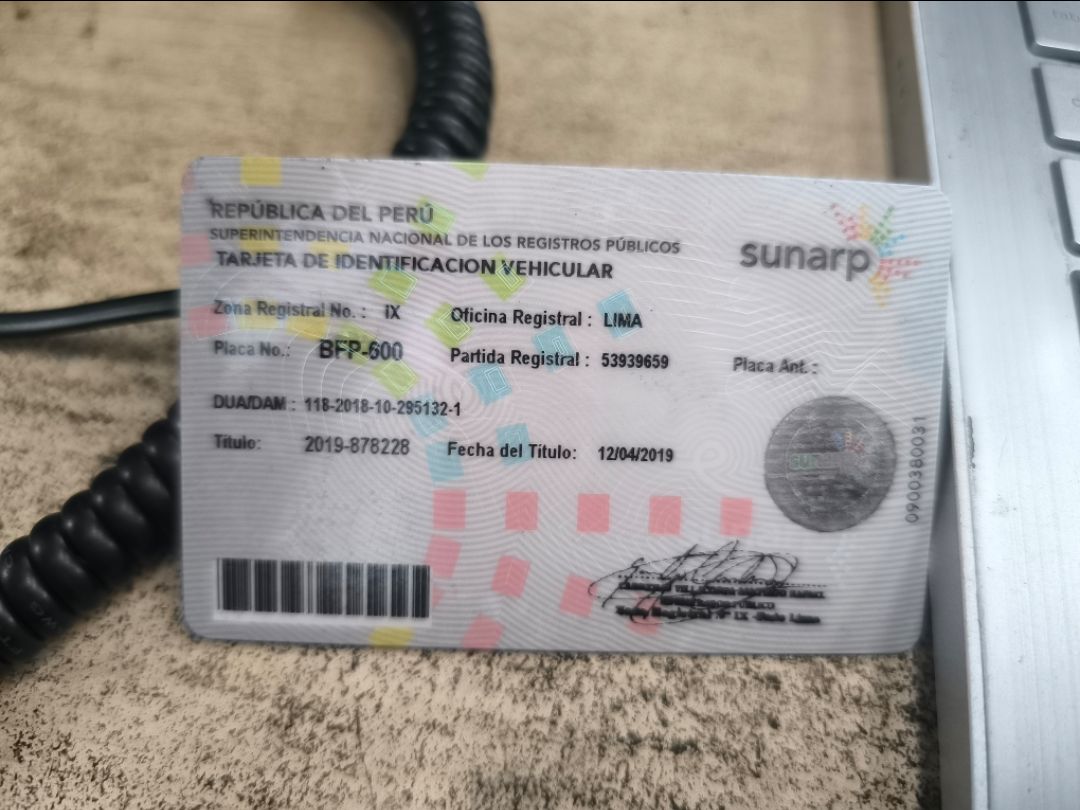 REPÚBLICA DEL PERÚ
SUPERINTENDENCIA NACIONAL DE LOS REGISTROS PÚBLICOS
TARJETA DE IDENTIFICACION VEHICULAR
sunarp
Zona Registral No. : IX Oficina Registral : LIMA
Placa No.: BFP-600 Partida Registral : 53939659 Placa Ant. :
DUA/DAM : 118-2018-10-295132-1
Título: 2019-878228 Fecha del Título: 12/04/2019
0900380031